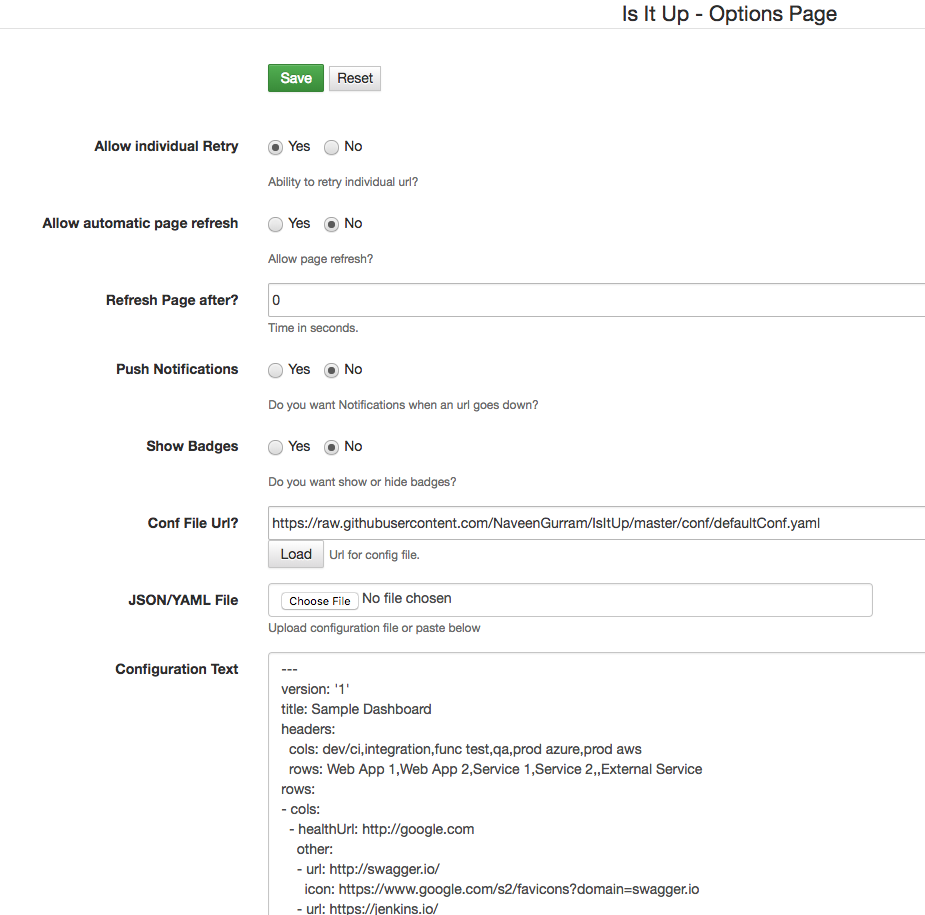 Is It Up - Options Page
Save Reset
Allow individual Retry Yes No
Ability to retry individual url?
Allow automatic page refresh Yes No
Allow page refresh?
Refresh Page after? 0
Time in seconds.
Push Notifications Yes No
Do you want Notifications when an url goes down?
Show Badges Yes No
Do you want show or hide badges?
Conf File Url? https://raw.githubusercontent.com/NaveenGurram/IsItUp/master/conf/defaultConf.yaml
Load Url for config file.
JSON/YAML File Choose File No file chosen
Upload configuration file or paste below
Configuration Text ---
version: '1'
title: Sample Dashboard
headers:
cols: dev/ci,integration,func test,qa,prod azure,prod aws
rows: Web App 1,Web App 2,Service 1,Service 2,,External Service
rows:
- cols:
- healthUrl: http://google.com
other:
- url: http://swagger.io/
icon: https://www.google.com/s2/favicons?domain=swagger.io
- url: https://jenkins.io/